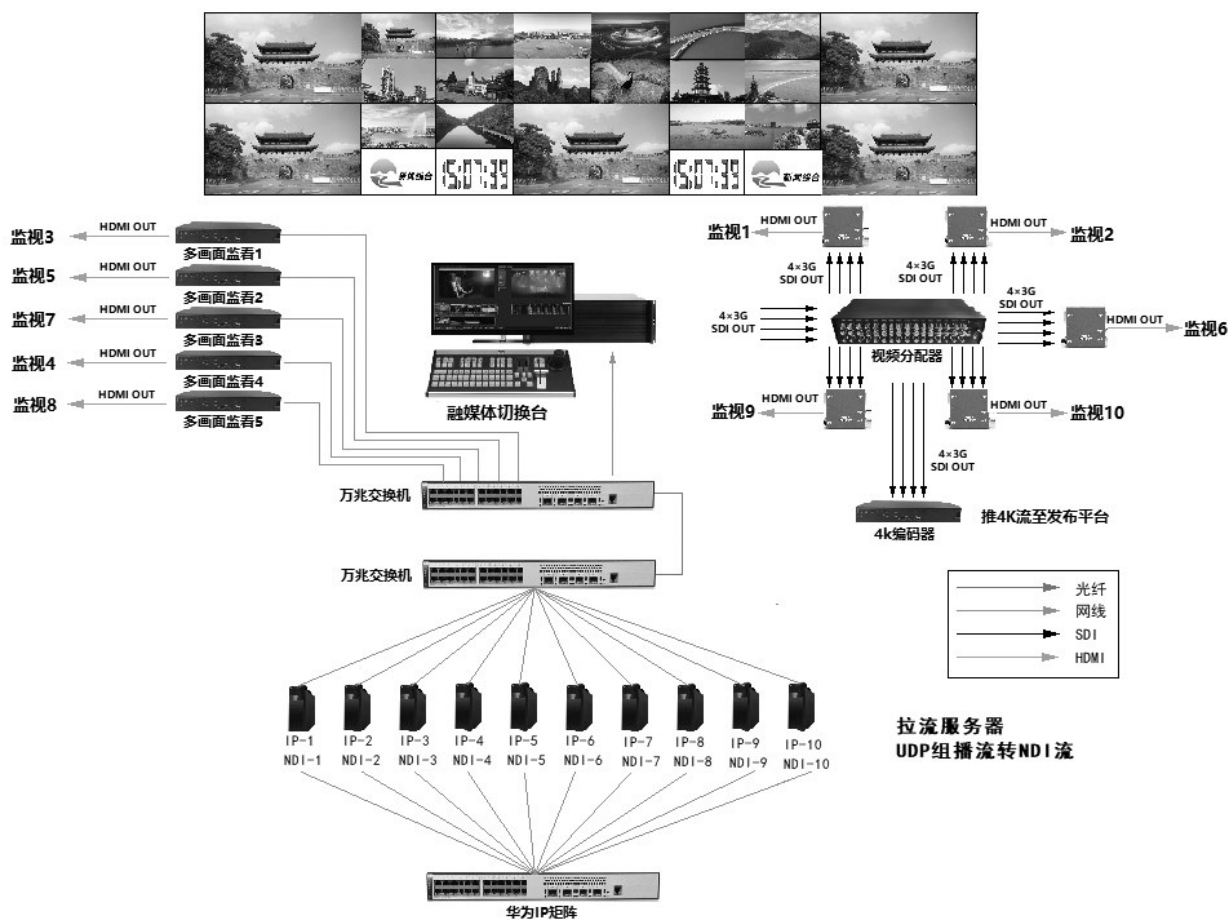 新闻综合
15:07:39
15:07:39
新闻综合
监视3
HDMI OUT
多画面监看1
监视5
HDMI OUT
多画面监看2
监视7
HDMI OUT
多画面监看3
监视4
HDMI OUT
多画面监看4
监视8
HDMI OUT
多画面监看5
融媒体切换台
监视1
HDMI OUT
HDMI OUT
监视2
4×3G
SDI OUT
4×3G
SDI OUT
4×3G
SDI OUT
4×3G
SDI OUT
视频分配器
HDMI OUT
监视6
监视9
HDMI OUT
HDMI OUT
监视10
4×3G
SDI OUT
4k编码器
推4K流至发布平台
万兆交换机
万兆交换机
光纤
网线
SDI
HDMI
IP-1 IP-2 IP-3 IP-4 IP-5 IP-6 IP-7 IP-8 IP-9 IP-10
NDI-1 NDI-2 NDI-3 NDI-4 NDI-5 NDI-6 NDI-7 NDI-8 NDI-9 NDI-10
拉流服务器
UDP组播流转NDI流
华为IP矩阵